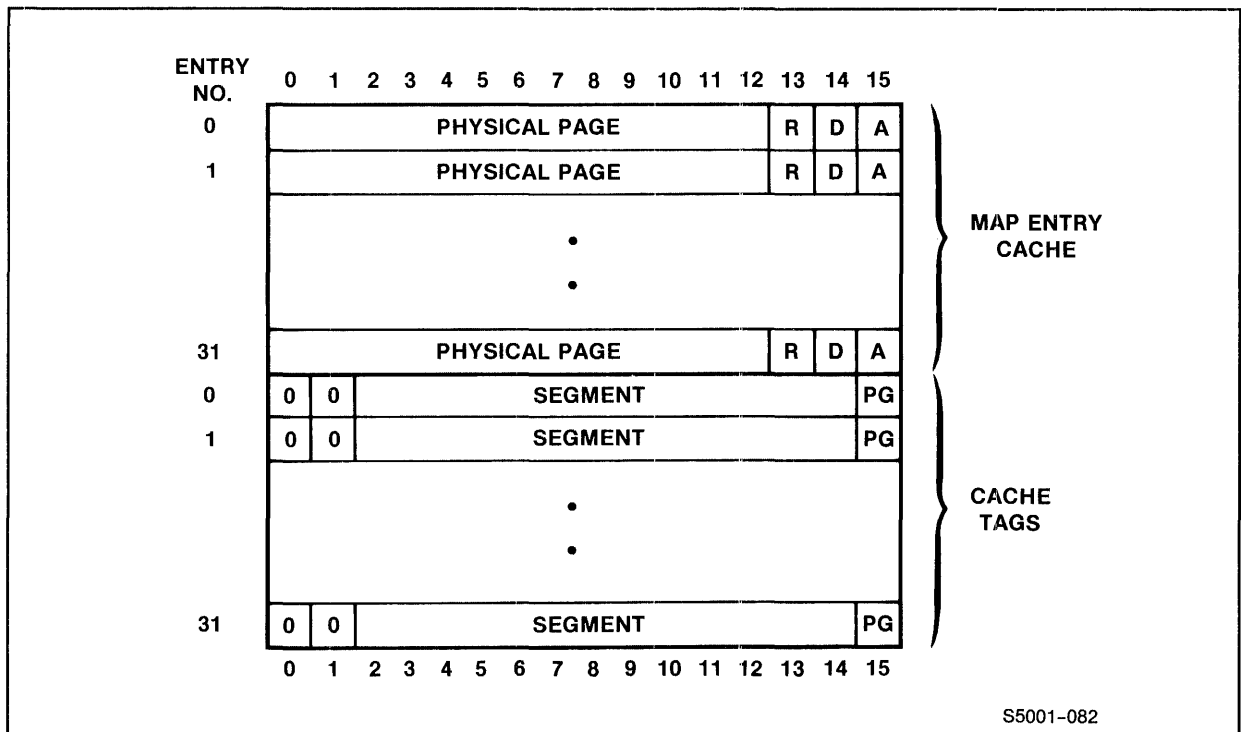 ENTRY NO. 0 1 2 3 4 5 6 7 8 9 10 11 12 13 14 15
0 PHYSICAL PAGE R D A
1 PHYSICAL PAGE R D A
MAP ENTRY CACHE
31 PHYSICAL PAGE R D A
0 0 0 SEGMENT PG
1 0 0 SEGMENT PG
CACHE TAGS
31 0 0 SEGMENT PG
0 1 2 3 4 5 6 7 8 9 10 11 12 13 14 15
S5001-082